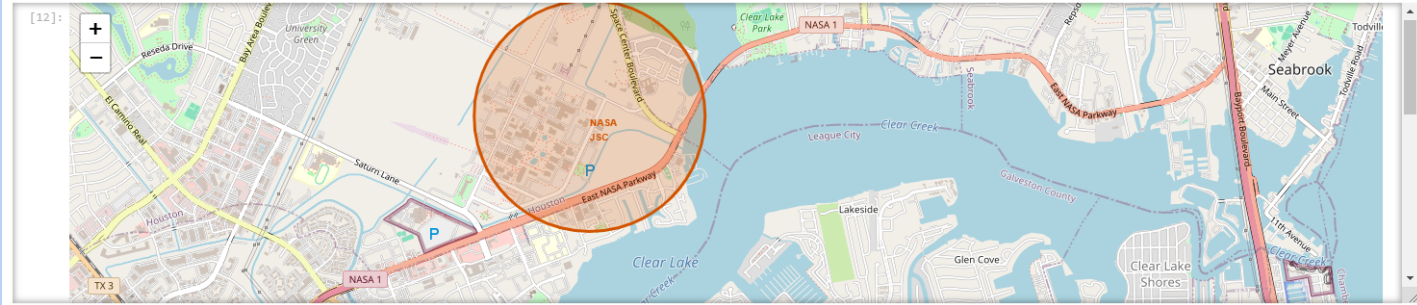 [12]:
+
−
University
Green
Reseda Drive
Bay Area Boulev
El Camino Real
Saturn Lane
Houston
TX 3
NASA 1
P
Space Center Boulevard
NASA
JSC
P
East NASA Parkway
Houston
Clear Lake
Park
NASA 1
Seabrook
East NASA Parkway
League City
Clear Creek
Galveston County
Lakeside
Glen Cove
Clear Lake
Clear Lake
Shores
Bayport Boulevard
Meyer Avenue
Main Street
Seabrook
Todville Road
Todvill
11th Avenue
Clear Creek